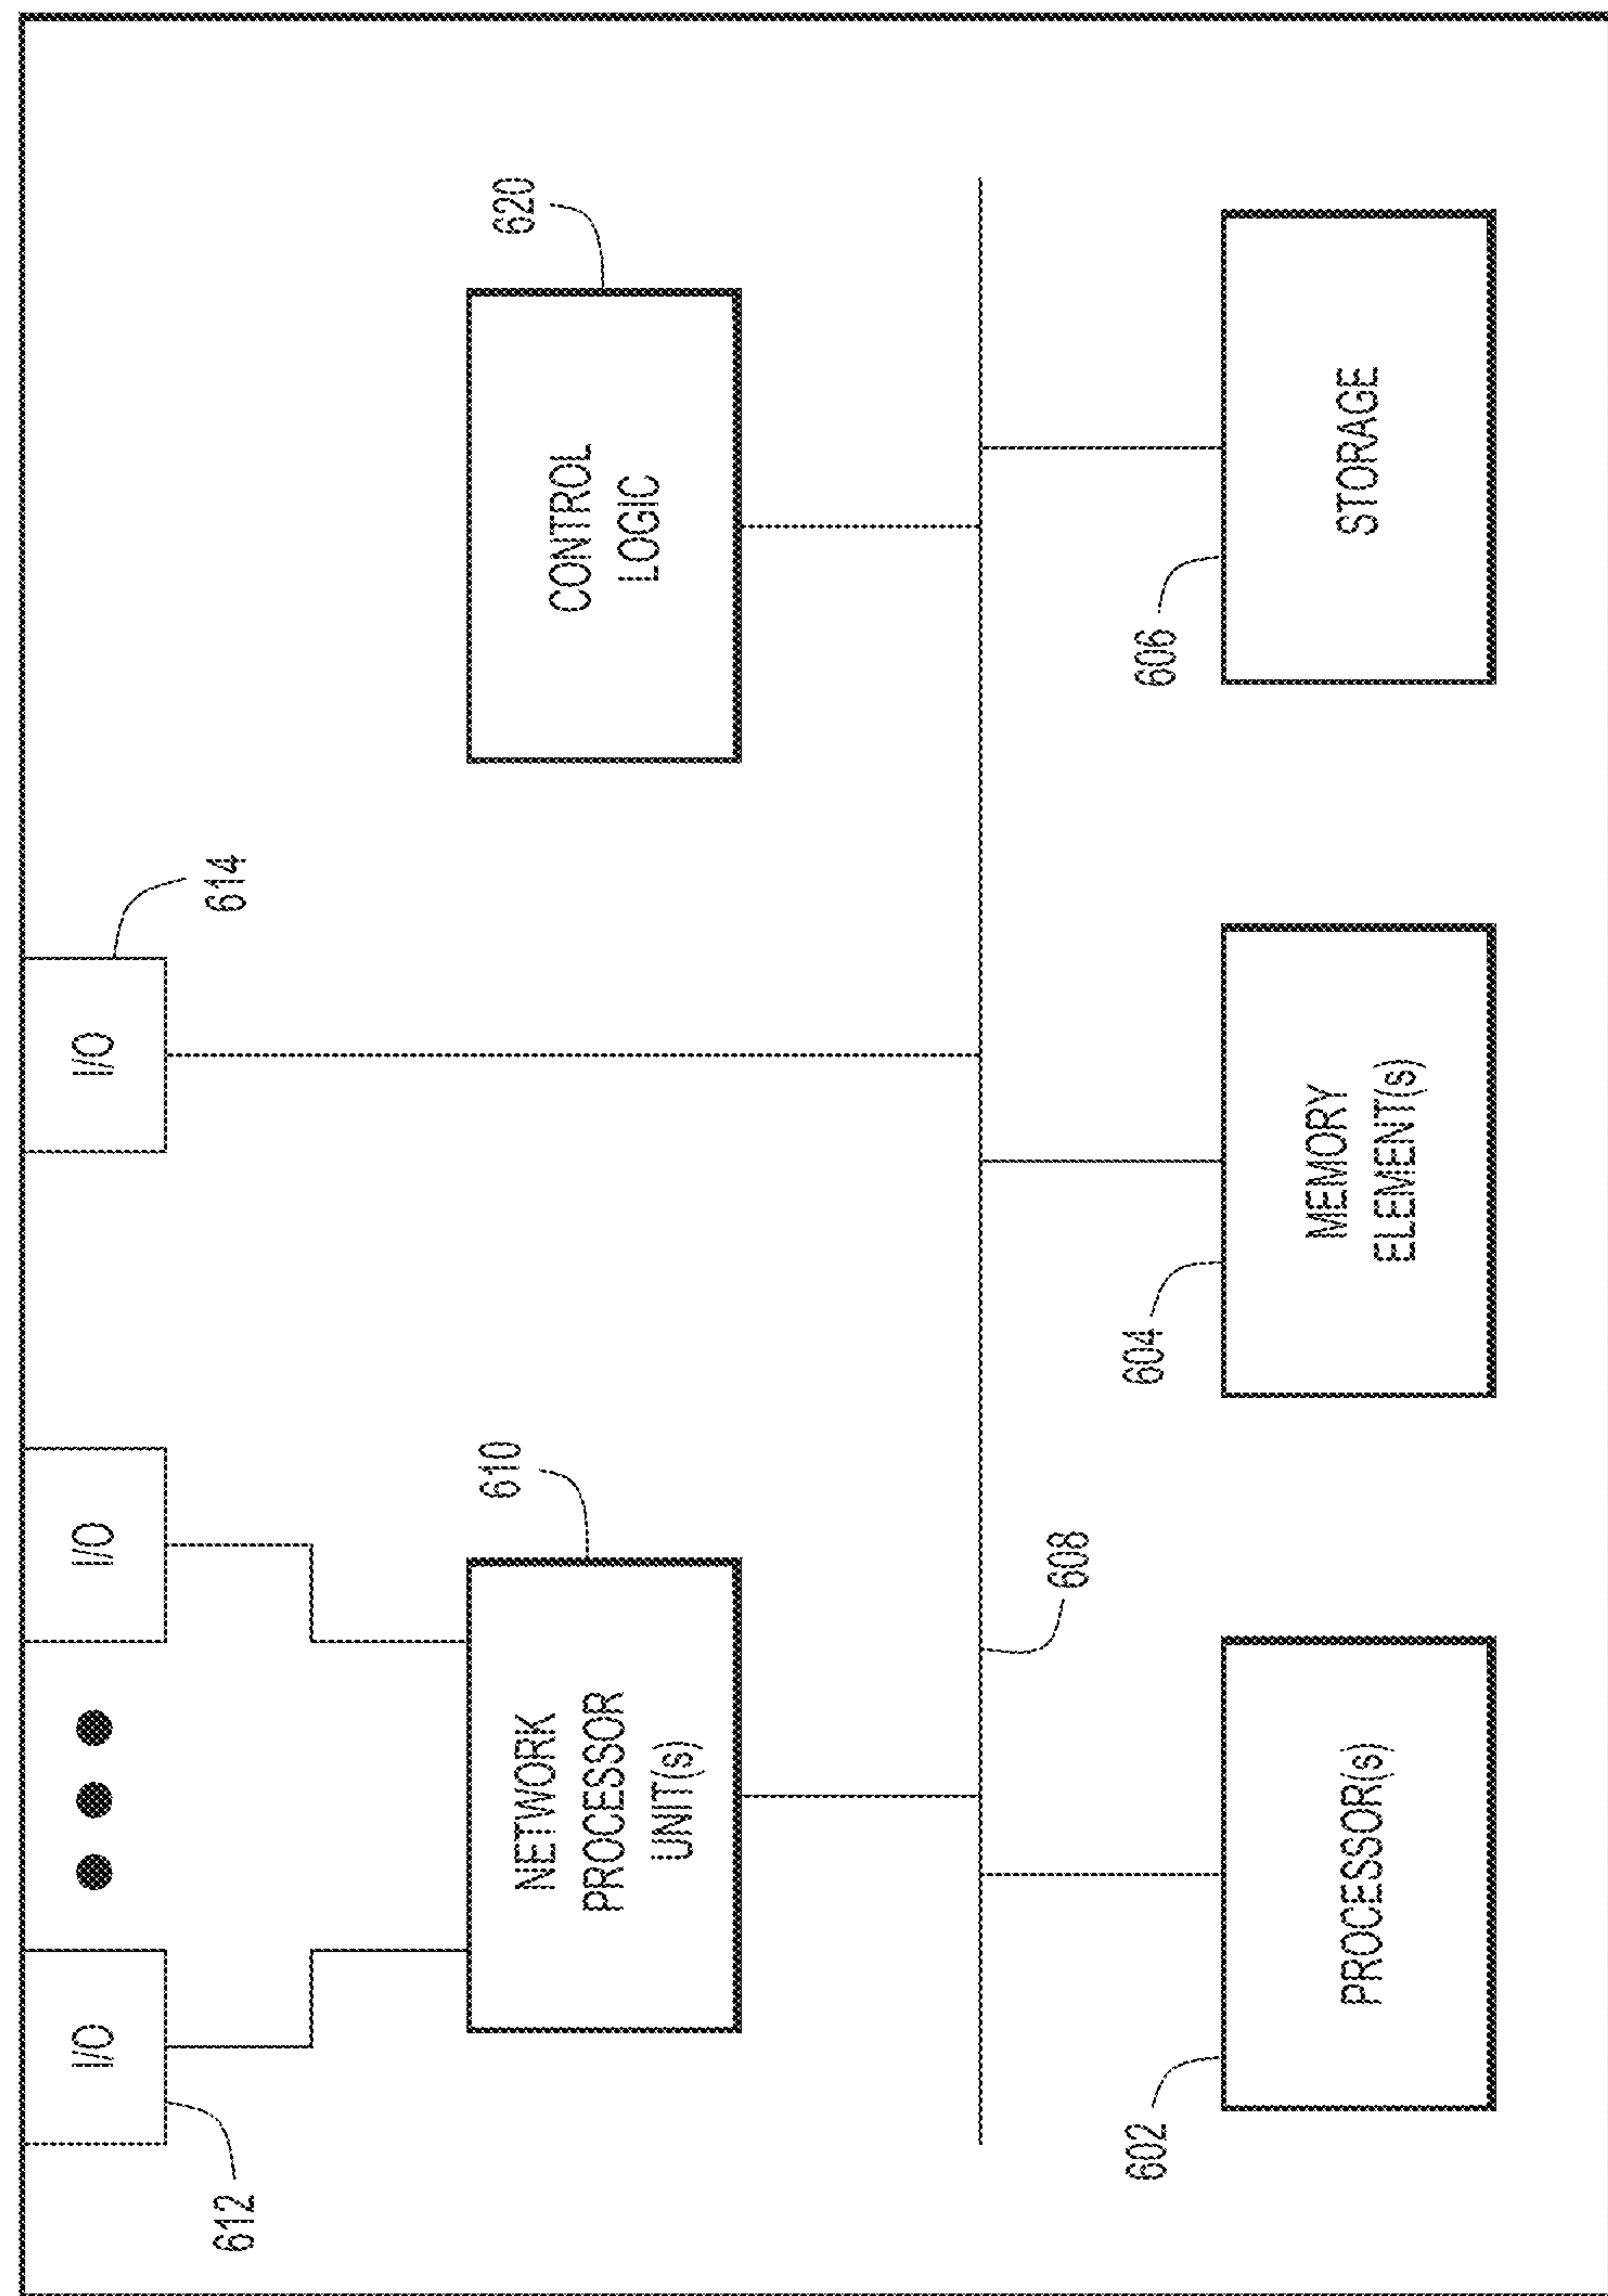 I/O
I/O
I/O
612
614
610
620
NETWORK
PROCESSOR
UNIT(s)
CONTROL
LOGIC
608
602
604
606
PROCESSOR(s)
MEMORY
ELEMENT(s)
STORAGE